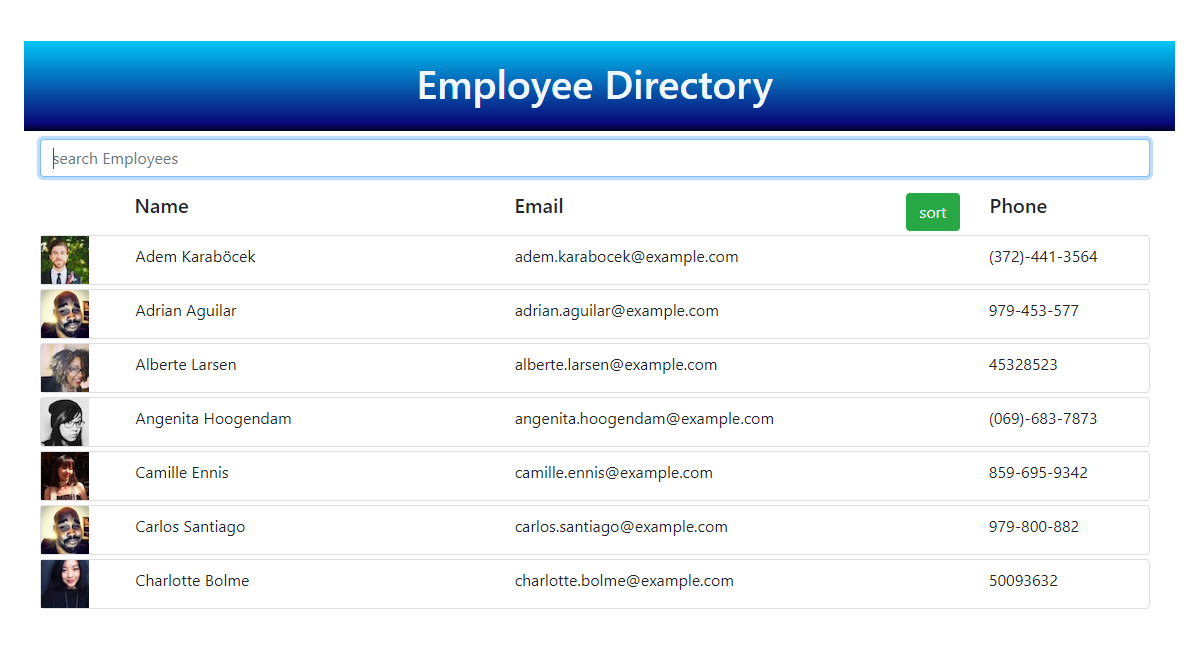 Employee Directory
search Employees
Name Email sort Phone
Adem Karaböcek adem.karabocek@example.com (372)-441-3564
Adrian Aguilar adrian.aguilar@example.com 979-453-577
Alberte Larsen alberte.larsen@example.com 45328523
Angenita Hoogendam angenita.hoogendam@example.com (069)-683-7873
Camille Ennis camille.ennis@example.com 859-695-9342
Carlos Santiago carlos.santiago@example.com 979-800-882
Charlotte Bolme charlotte.bolme@example.com 50093632